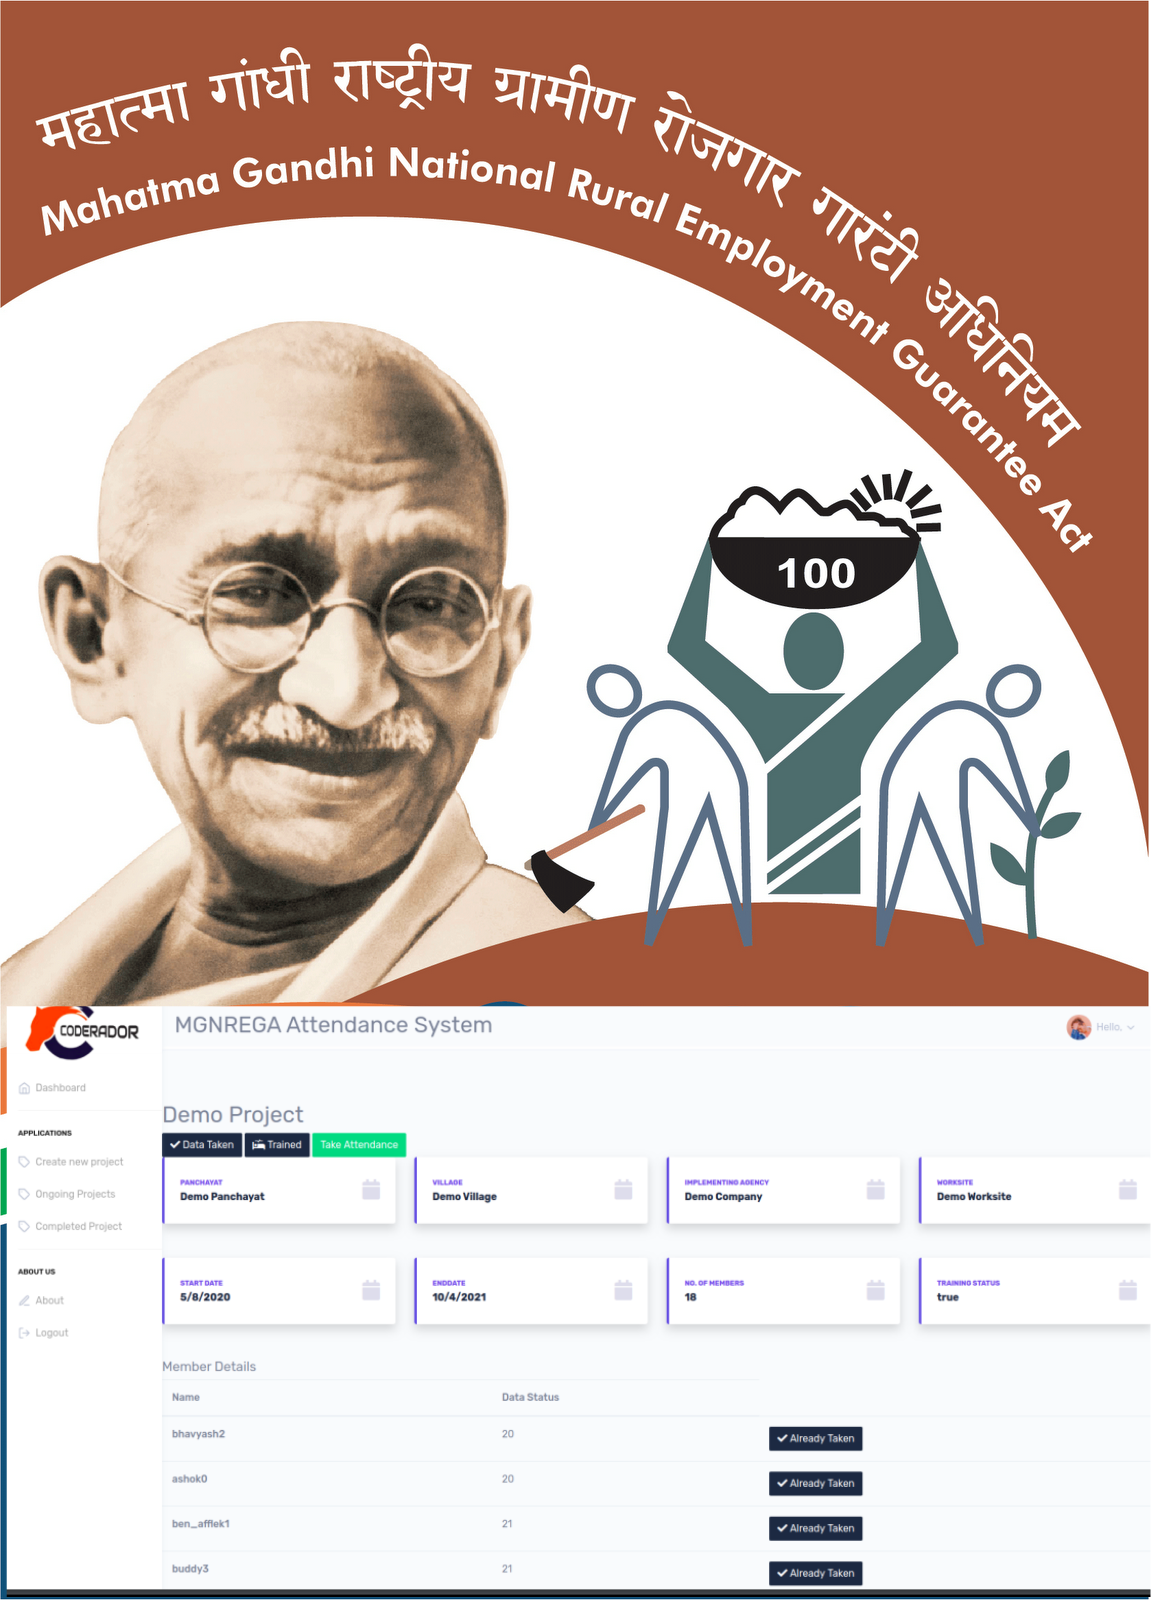 महात्मा गांधी राष्ट्रीय ग्रामीण रोजगार गारंटी अधिनियम
Mahatma Gandhi National Rural Employment Guarantee Act
100
CODERADOR
MGNREGA Attendance System
Hello,
Dashboard
APPLICATIONS
Create new project
Ongoing Projects
Completed Project
ABOUT US
About
Logout
Demo Project
Data Taken Trained Take Attendance
PANCHAYAT VILLAGE IMPLEMENTING AGENCY WORKSITE
Demo Panchayat Demo Village Demo Company Demo Worksite
START DATE ENDDATE NO. OF MEMBERS TRAINING STATUS
5/8/2020 10/4/2021 18 true
Member Details
Name Data Status
bhavyash2 20 Already Taken
ashok0 20 Already Taken
ben_afflek1 21 Already Taken
buddy3 21 Already Taken